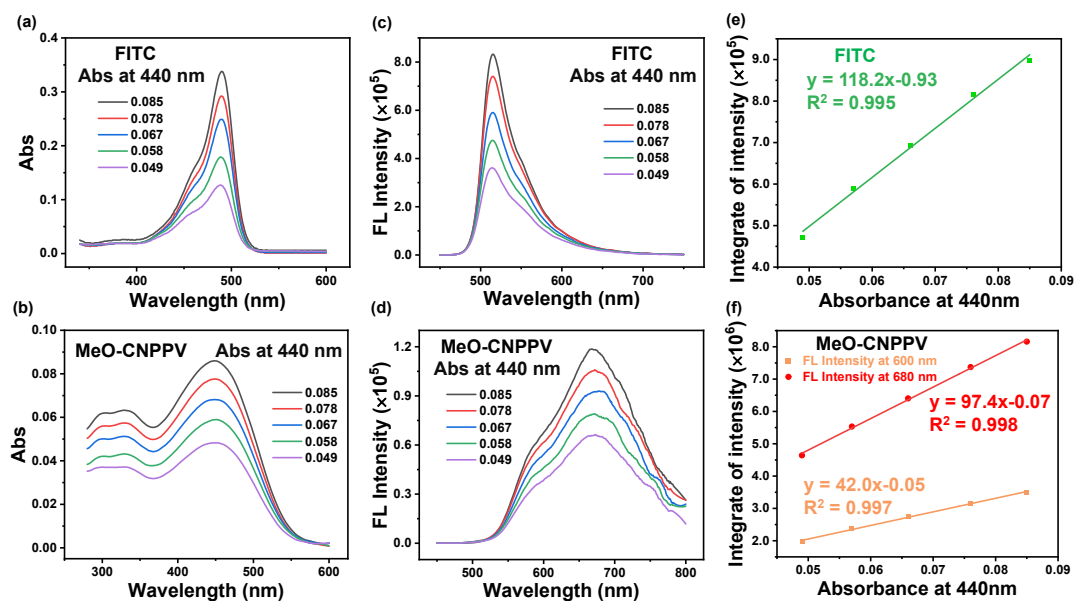 (a)
FITC
Abs at 440 nm
0.085
0.078
0.067
0.058
0.049
0.4
0.3
0.2
0.1
0.0
Abs
400
500
600
Wavelength (nm)
(c)
FITC
Abs at 440 nm
0.085
0.078
0.067
0.058
0.049
8.0
6.0
4.0
2.0
0.0
FL Intensity (×10⁵)
500
600
700
Wavelength (nm)
(e)
FITC
y = 118.2x-0.93
R² = 0.995
9.0
8.0
7.0
6.0
5.0
4.0
Integrate of intensity (×10⁵)
0.05
0.06
0.07
0.08
0.09
Absorbance at 440nm
(b)
MeO-CNPPV
Abs at 440 nm
0.085
0.078
0.067
0.058
0.049
0.10
0.08
0.06
0.04
0.02
0.00
Abs
300
400
500
600
Wavelength (nm)
(d)
MeO-CNPPV
Abs at 440 nm
0.085
0.078
0.067
0.058
0.049
1.2
0.9
0.6
0.3
0.0
FL Intensity (×10⁵)
500
600
700
800
Wavelength (nm)
(f)
MeO-CNPPV
FL Intensity at 600 nm
FL Intensity at 680 nm
y = 97.4x-0.07
R² = 0.998
y = 42.0x-0.05
R² = 0.997
8.0
7.0
6.0
5.0
4.0
3.0
2.0
Integrate of intensity (×10⁶)
0.05
0.06
0.07
0.08
0.09
Absorbance at 440nm